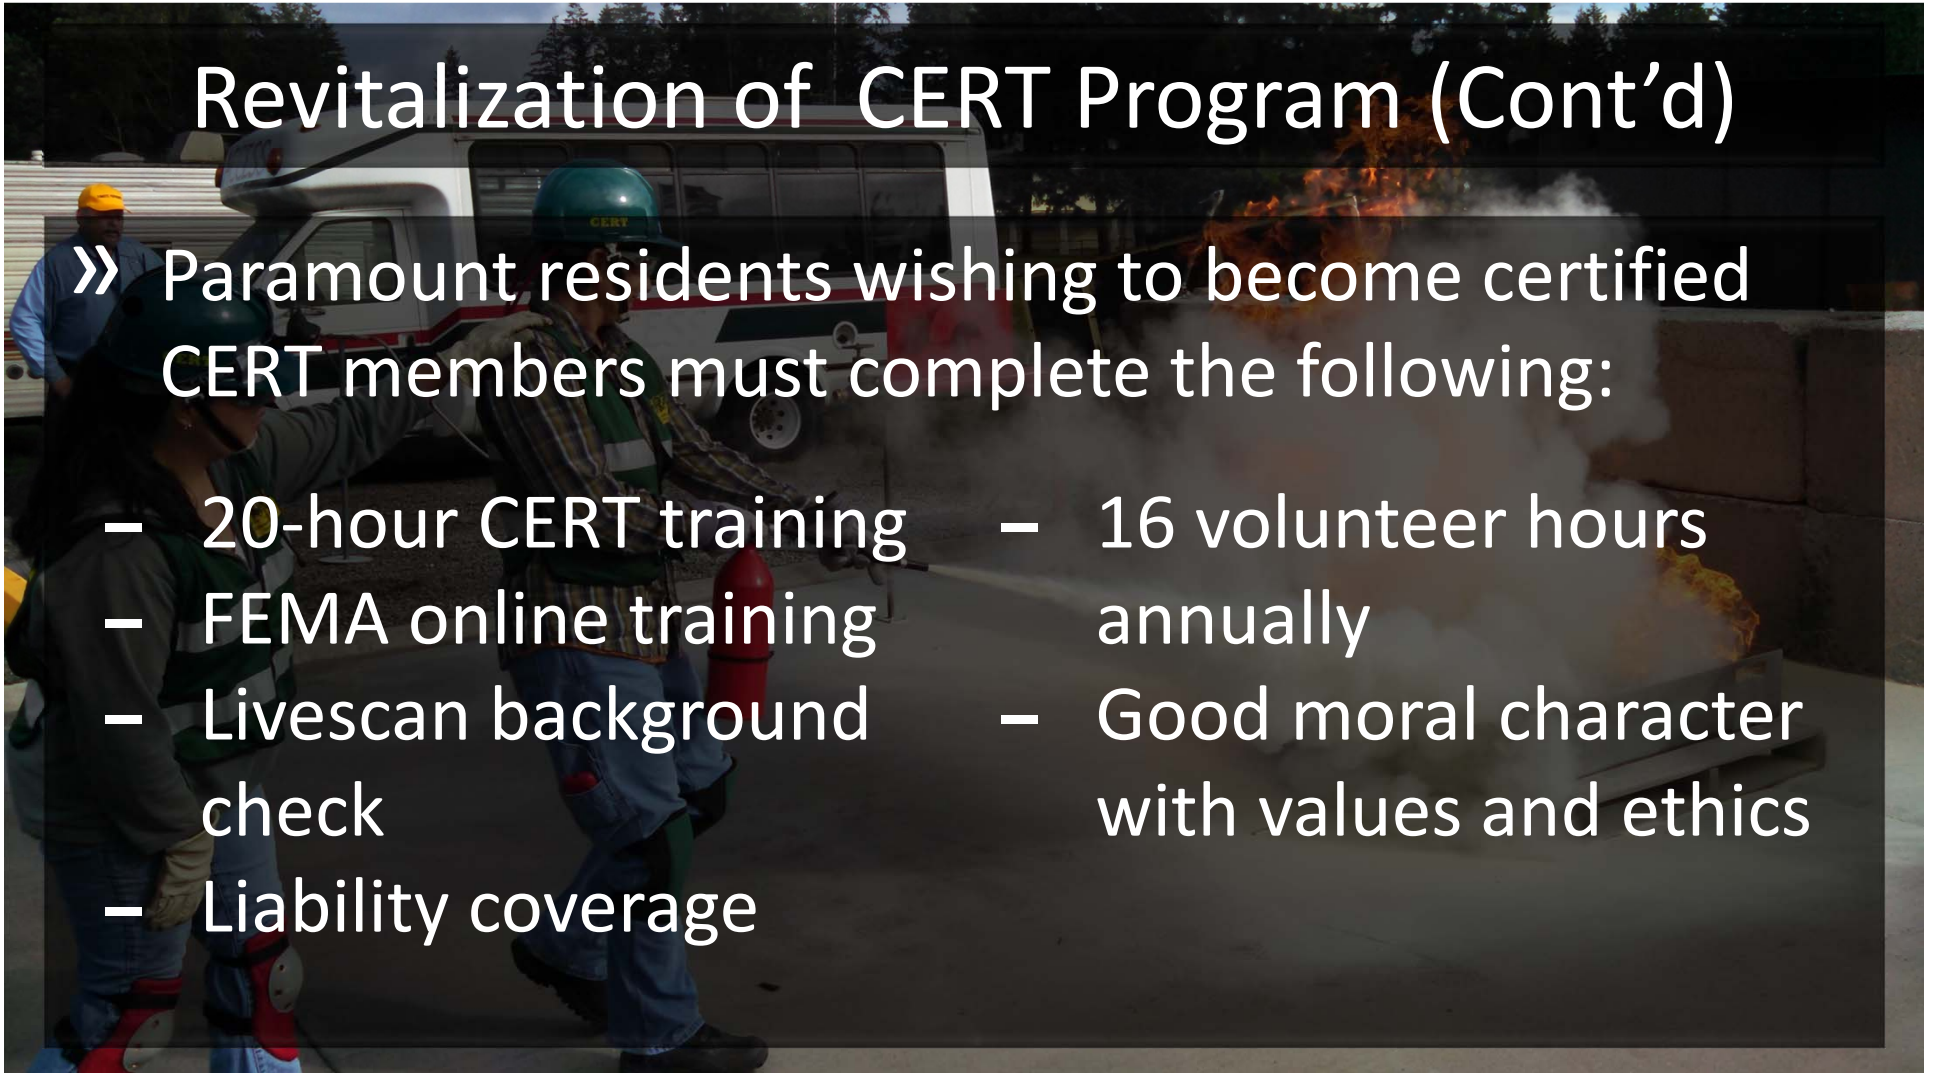 Revitalization of  CERT Program (Cont’d)
» Paramount residents wishing to become certified
CERT members must complete the following:
– 20-hour CERT training
– FEMA online training
– Livescan background
check
– Liability coverage
– 16 volunteer hours
annually
– Good moral character
with values and ethics
CERT